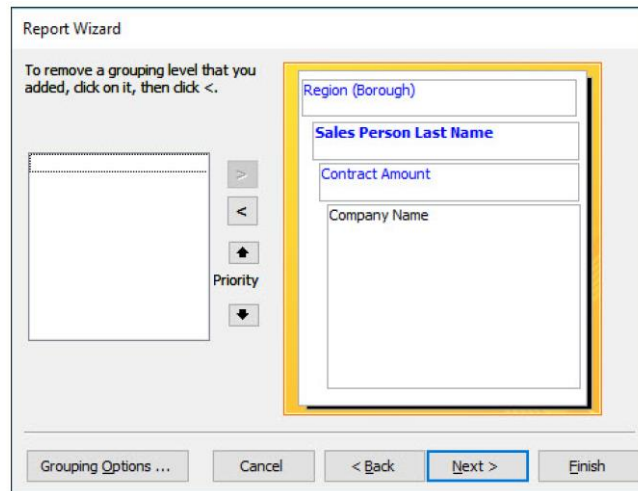 Report Wizard
To remove a grouping level that you
added, click on it, then click <.
Region (Borough)
Sales Person Last Name
Contract Amount
Company Name
>
<
Priority
Grouping Options ...
Cancel
< Back
Next >
Finish